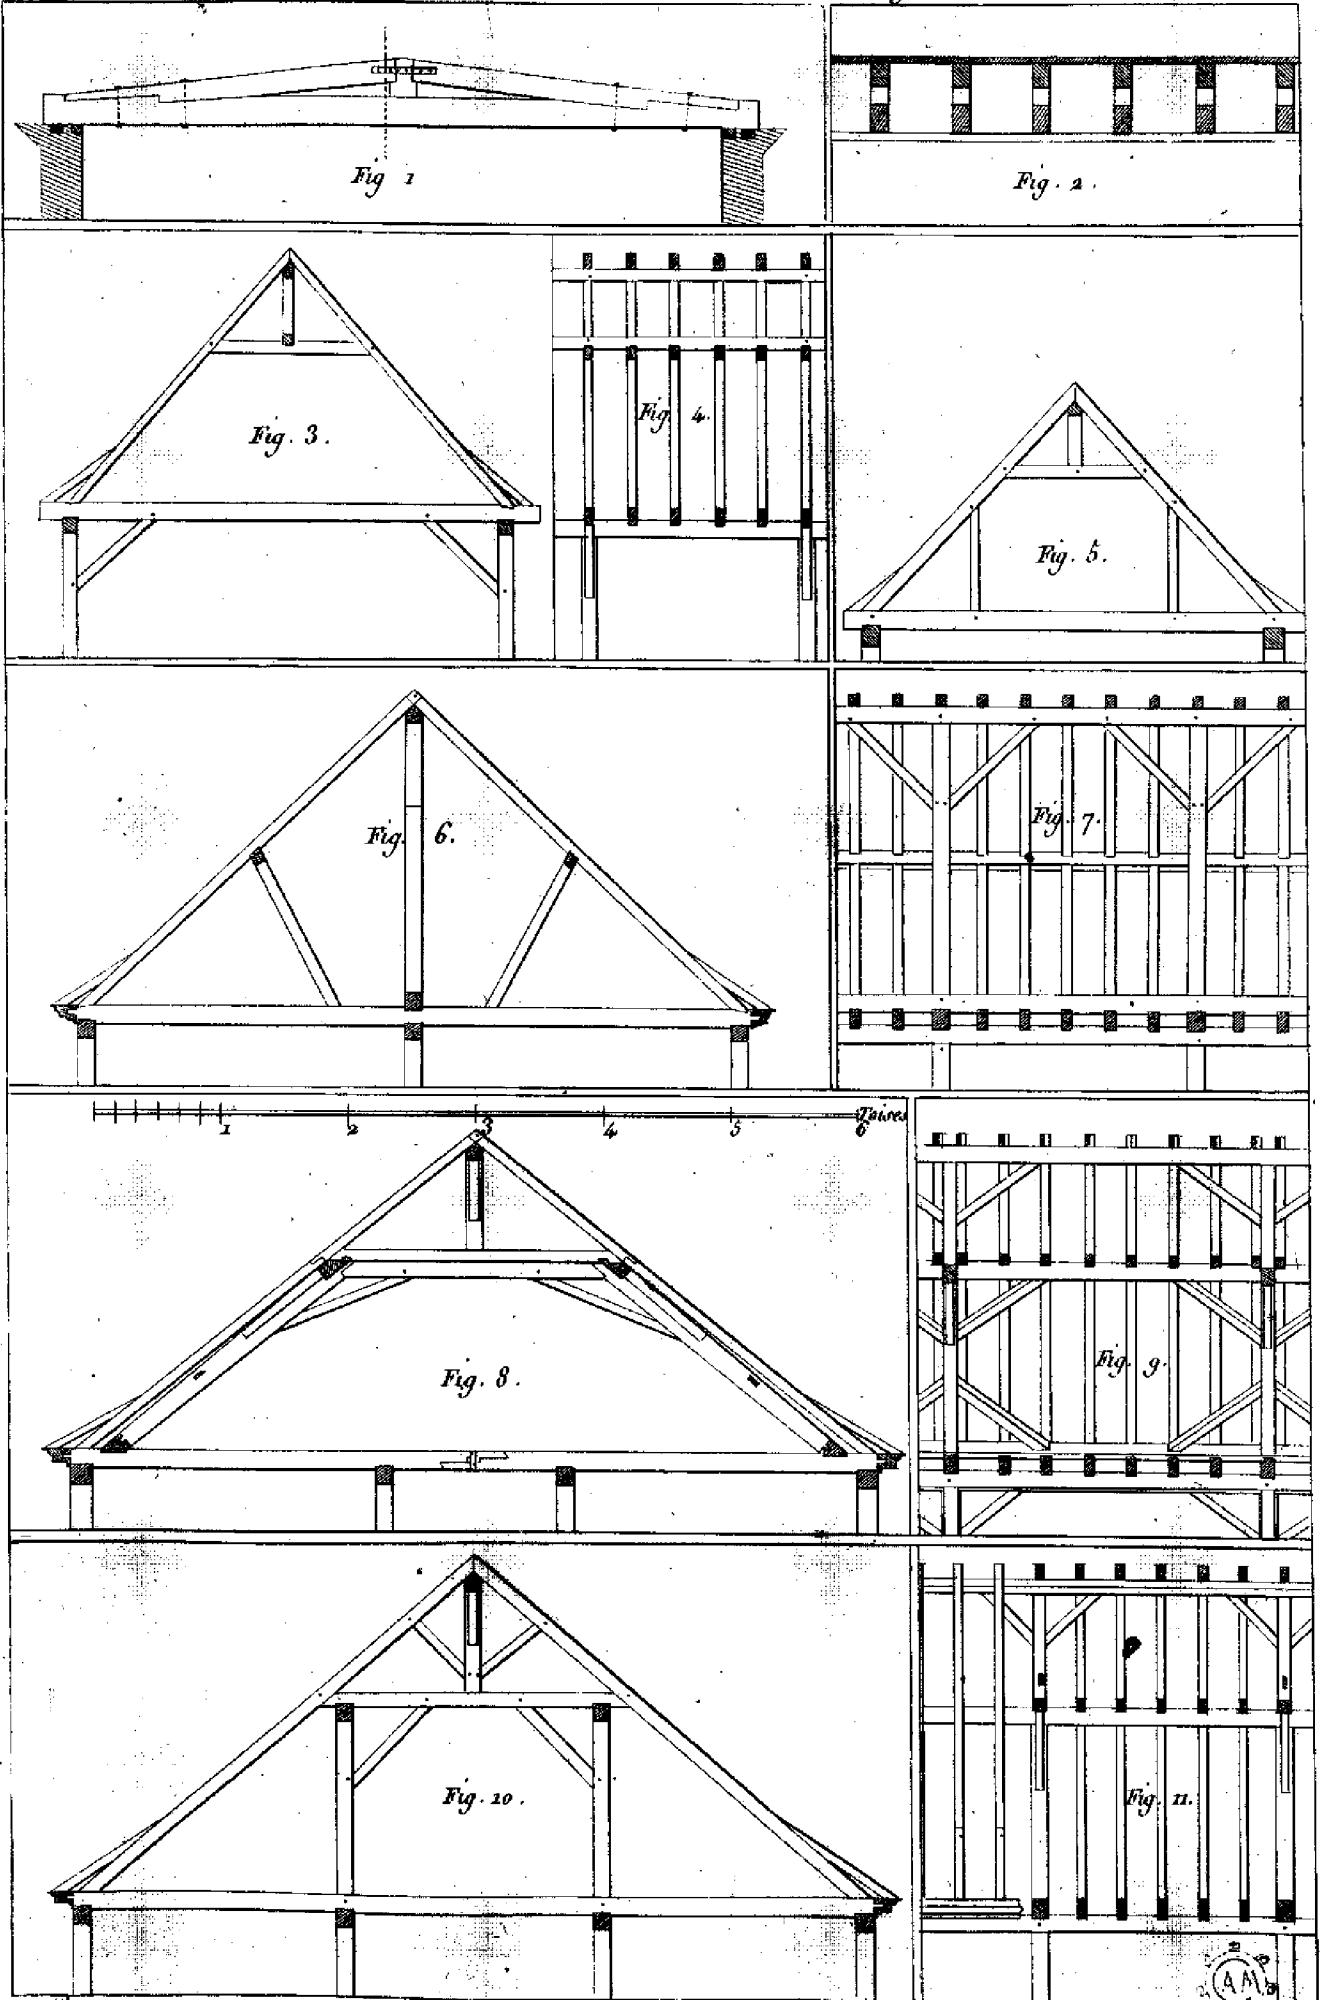 Fig 1
Fig. 2.
Fig. 3.
Fig. 4.
Fig. 5.
Fig. 6.
Fig. 7.
1 2 3 4 5 6 Toises
Fig. 8.
Fig. 9.
Fig. 10.
Fig. 11.